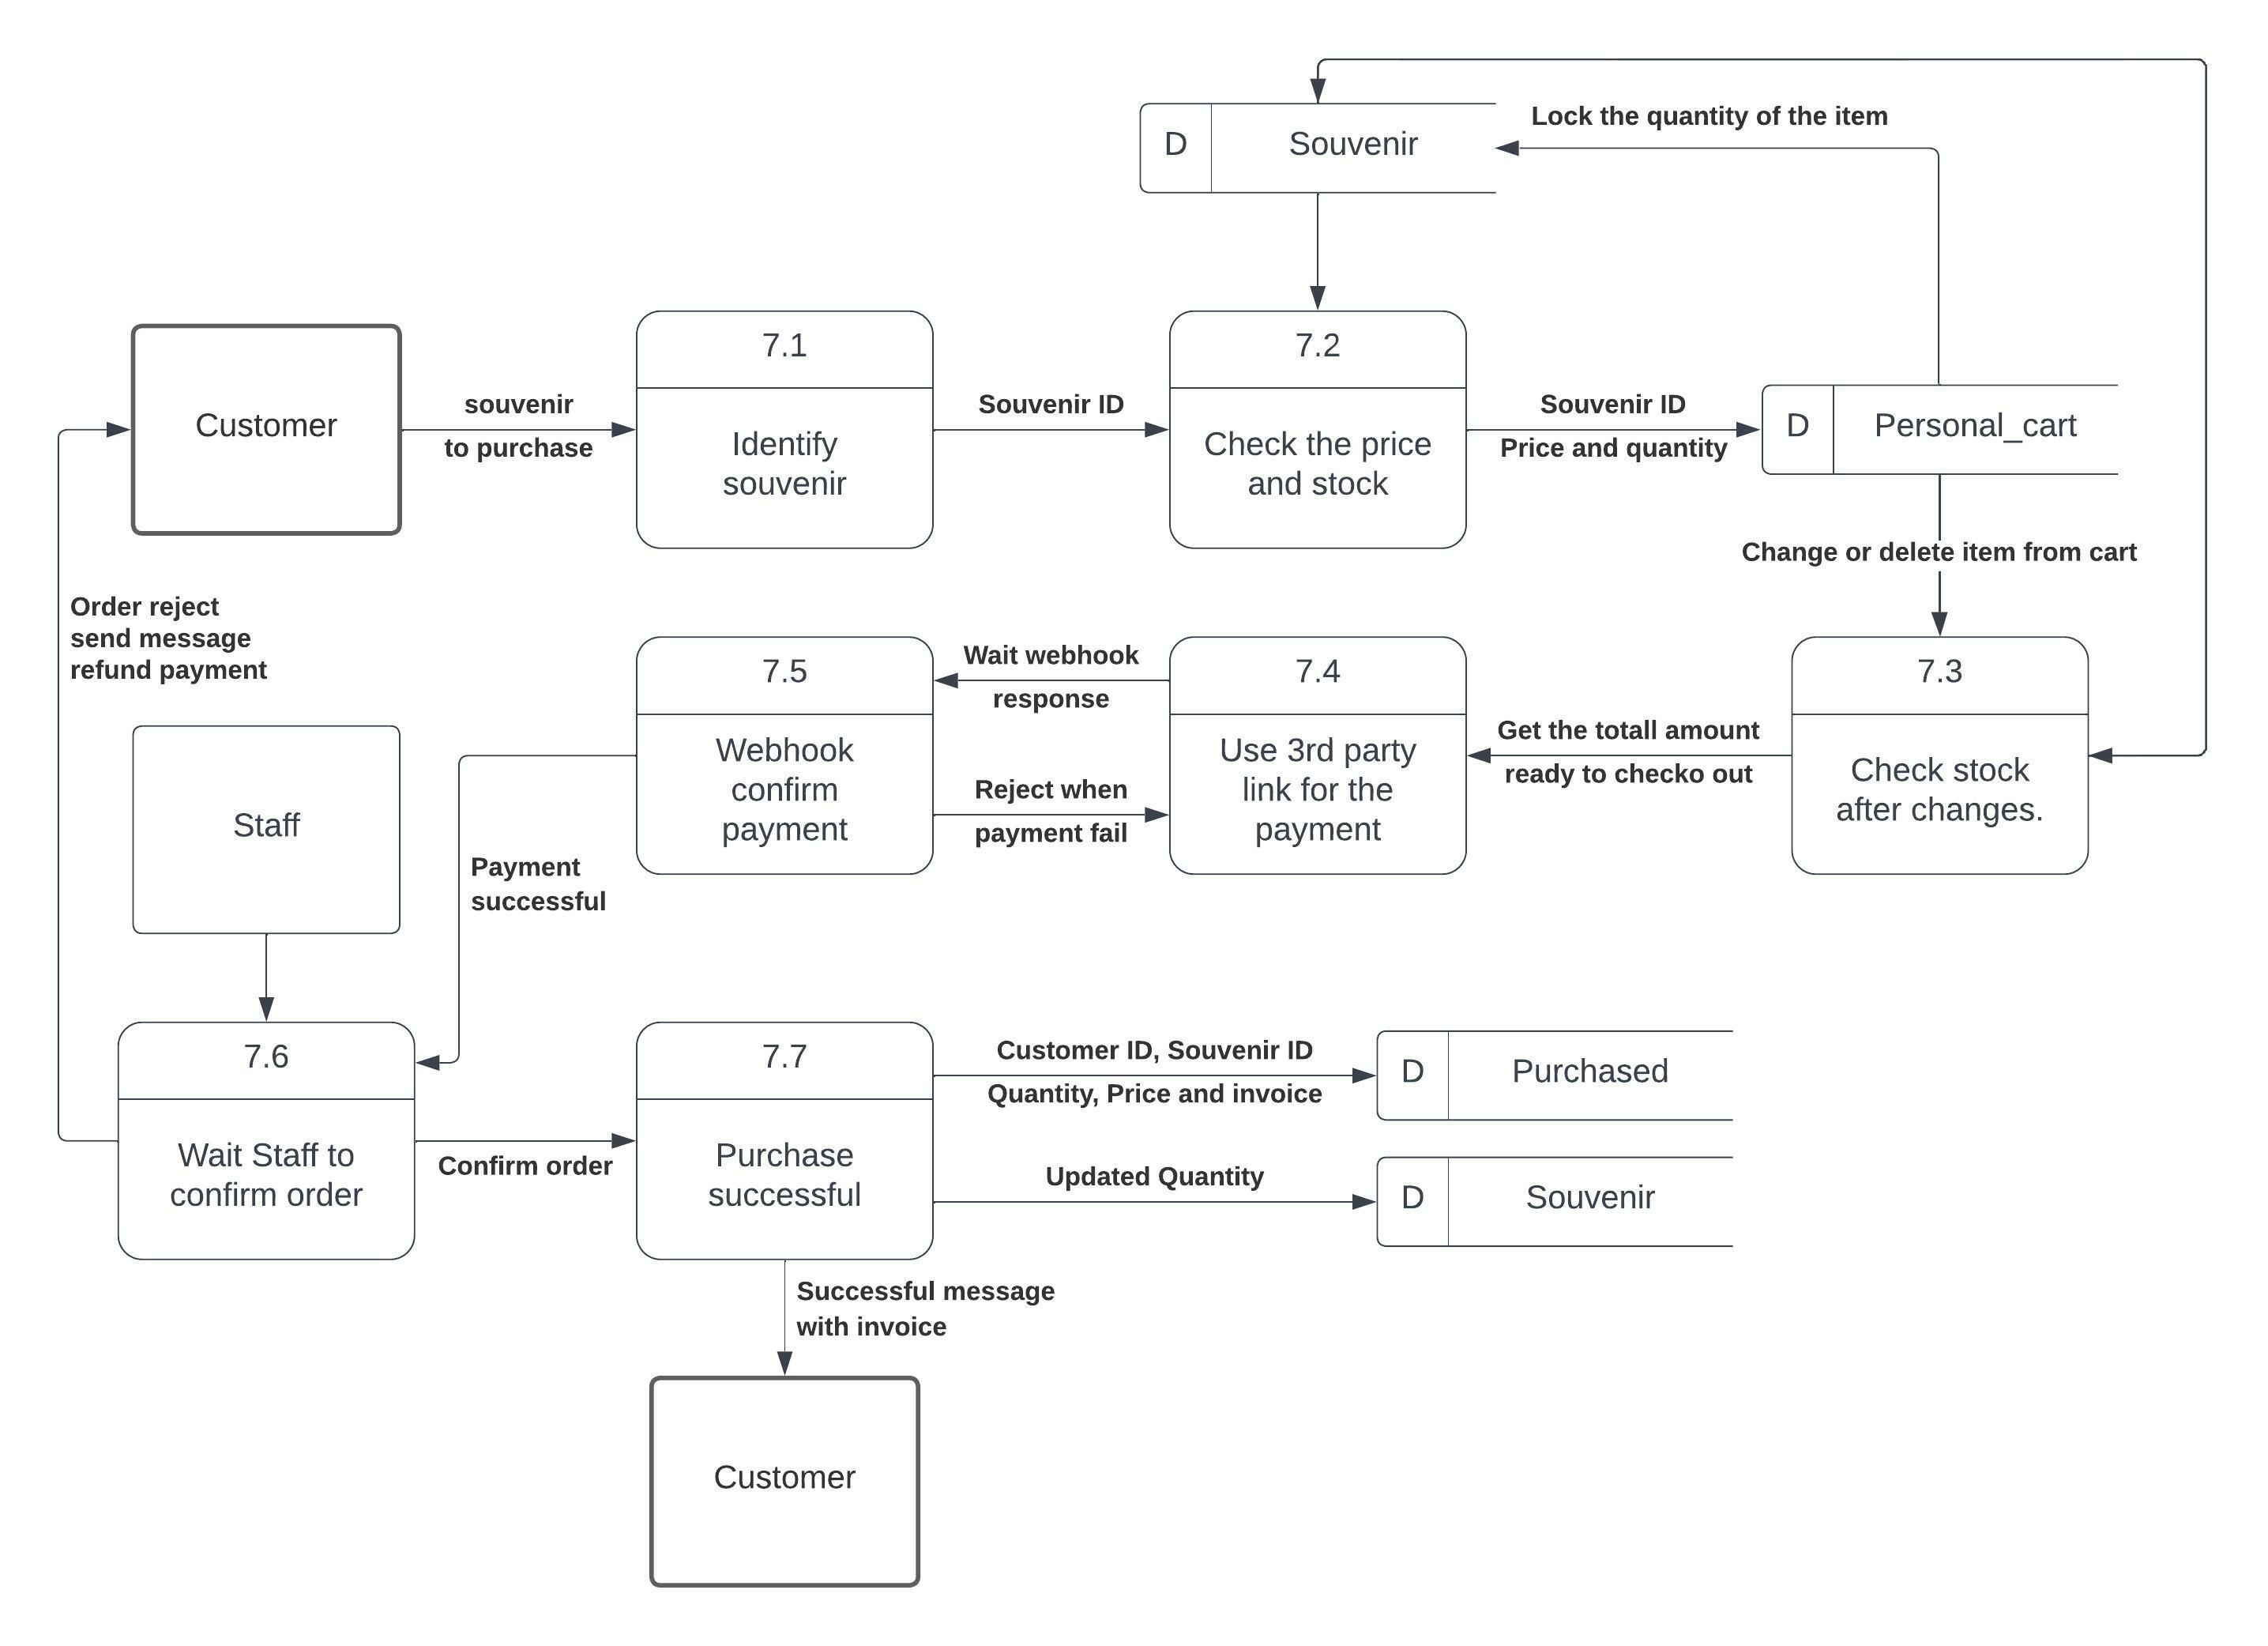 D
Souvenir
Lock the quantity of the item
Customer
souvenir
to purchase
7.1
Identify
souvenir
Souvenir ID
7.2
Check the price
and stock
Souvenir ID
Price and quantity
D
Personal_cart
Change or delete item from cart
Order reject
send message
refund payment
7.5
Webhook
confirm
payment
Wait webhook
response
Reject when
payment fail
7.4
Use 3rd party
link for the
payment
Get the totall amount
ready to checko out
7.3
Check stock
after changes.
Staff
Payment
successful
7.6
Wait Staff to
confirm order
Confirm order
7.7
Purchase
successful
Customer ID, Souvenir ID
Quantity, Price and invoice
D
Purchased
Updated Quantity
D
Souvenir
Successful message
with invoice
Customer